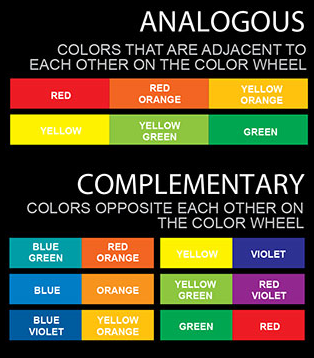 ANALOGOUS
COLORS THAT ARE ADJACENT TO
EACH OTHER ON THE COLOR WHEEL
RED
RED
ORANGE
YELLOW
ORANGE
YELLOW
YELLOW
GREEN
GREEN
COMPLEMENTARY
COLORS OPPOSITE EACH OTHER ON
THE COLOR WHEEL
BLUE
GREEN
RED
ORANGE
YELLOW
VIOLET
BLUE
ORANGE
YELLOW
GREEN
RED
VIOLET
BLUE
VIOLET
YELLOW
ORANGE
GREEN
RED